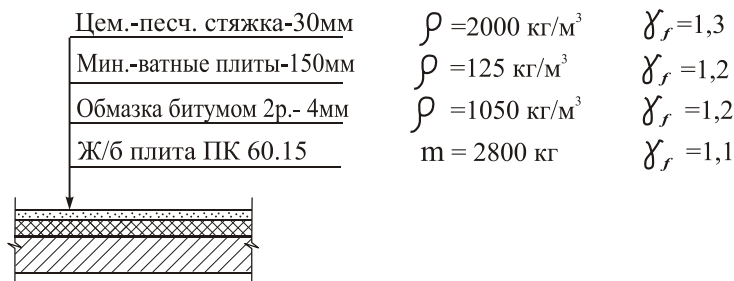 Цем.-песч. стяжка-30мм ρ =2000 кг/м³ γf=1,3
Мин.-ватные плиты-150мм ρ =125 кг/м³ γf =1,2
Обмазка битумом 2р.- 4мм ρ =1050 кг/м³ γf =1,2
Ж/б плита ПК 60.15 m = 2800 кг γf =1,1